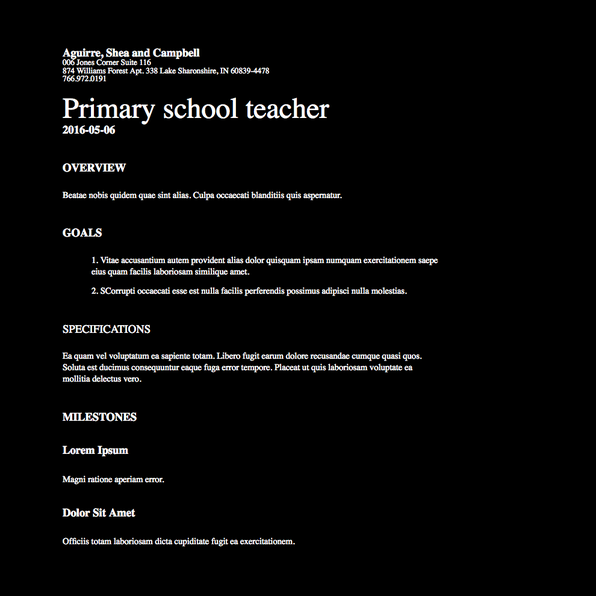 Aguirre, Shea and Campbell
006 Jones Corner Suite 116
874 Williams Forest Apt. 338 Lake Sharonshire, IN 60839-4478
766.972.0191
Primary school teacher
2016-05-06
OVERVIEW
Beatae nobis quidem quae sint alias. Culpa occaecati blanditiis quis aspernatur.
GOALS
1. Vitae accusantium autem provident alias dolor quisquam ipsam numquam exercitationem saepe
eius quam facilis laboriosam similique amet.
2. SCorrupti occaecati esse est nulla facilis perferendis possimus adipisci nulla molestias.
SPECIFICATIONS
Ea quam vel voluptatum ea sapiente totam. Libero fugit earum dolore recusandae cumque quasi quos.
Soluta est ducimus consequuntur eaque fuga error tempore. Placeat ut quis laboriosam voluptate ea
mollitia delectus vero.
MILESTONES
Lorem Ipsum
Magni ratione aperiam error.
Dolor Sit Amet
Officiis totam laboriosam dicta cupiditate fugit ea exercitationem.